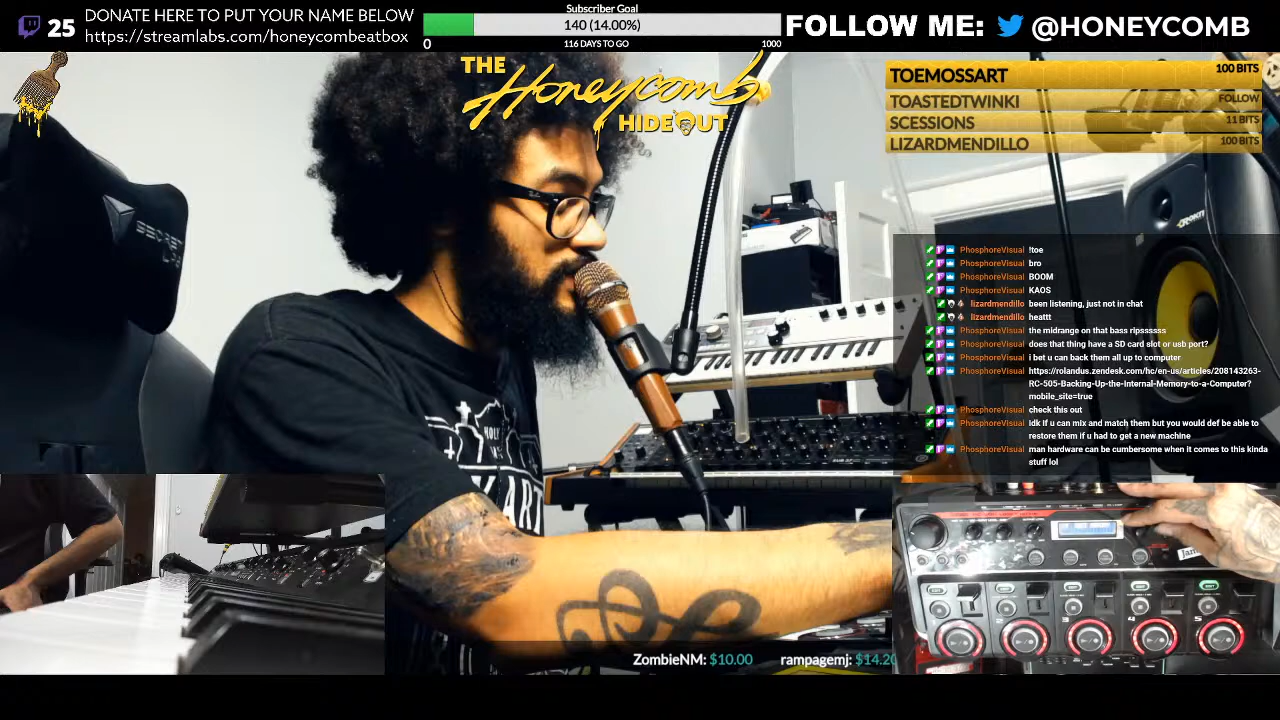 25
DONATE HERE TO PUT YOUR NAME BELOW
https://streamlabs.com/honeycombeatbox
Subscriber Goal
140 (14.00%)
0
116 DAYS TO GO
1000
FOLLOW ME: @HONEYCOMB
THE
Honeycomb
HIDEOUT
TOEMOSSART 100 BITS
TOASTEDTWINKI FOLLOW
SCESSIONS 11 BITS
LIZARDMENDILLO 100 BITS
PhosphoreVisual !toe
PhosphoreVisual bro
PhosphoreVisual BOOM
PhosphoreVisual KAOS
lizardmendillo been listening, just not in chat
lizardmendillo heattt
PhosphoreVisual the midrange on that bass ripssssss
PhosphoreVisual does that thing have a SD card slot or usb port?
PhosphoreVisual i bet u can back them all up to computer
PhosphoreVisual https://rolandus.zendesk.com/hc/en-us/articles/208143263-
RC-505-Backing-Up-the-Internal-Memory-to-a-Computer?
mobile_site=true
PhosphoreVisual check this out
PhosphoreVisual idk if u can mix and match them but you would def be able to
restore them if u had to get a new machine
PhosphoreVisual man hardware can be cumbersome when it comes to this kinda
stuff lol
ZombieNM: $10.00
rampagemj: $14.20